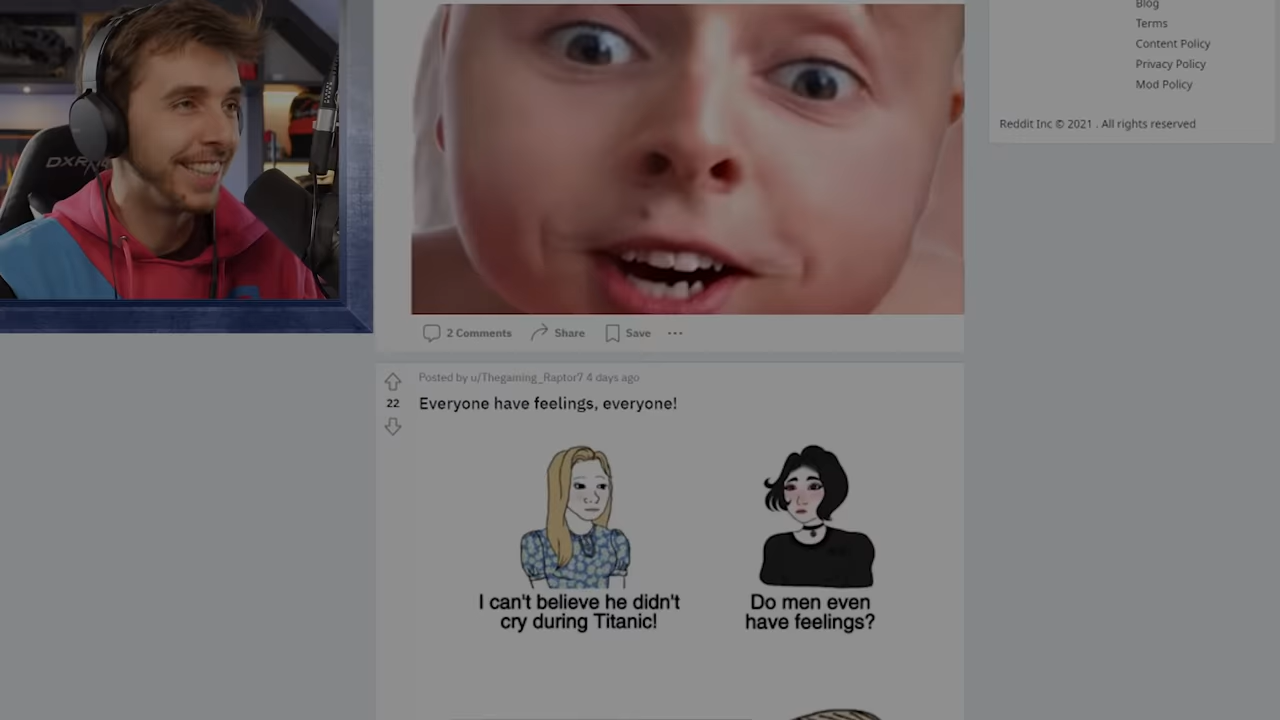 Blog
Terms
Content Policy
Privacy Policy
Mod Policy
Reddit Inc © 2021 . All rights reserved
2 Comments Share Save ...
Posted by u/Thegaming_Raptor7 4 days ago
22
Everyone have feelings, everyone!
I can't believe he didn't
cry during Titanic!
Do men even
have feelings?